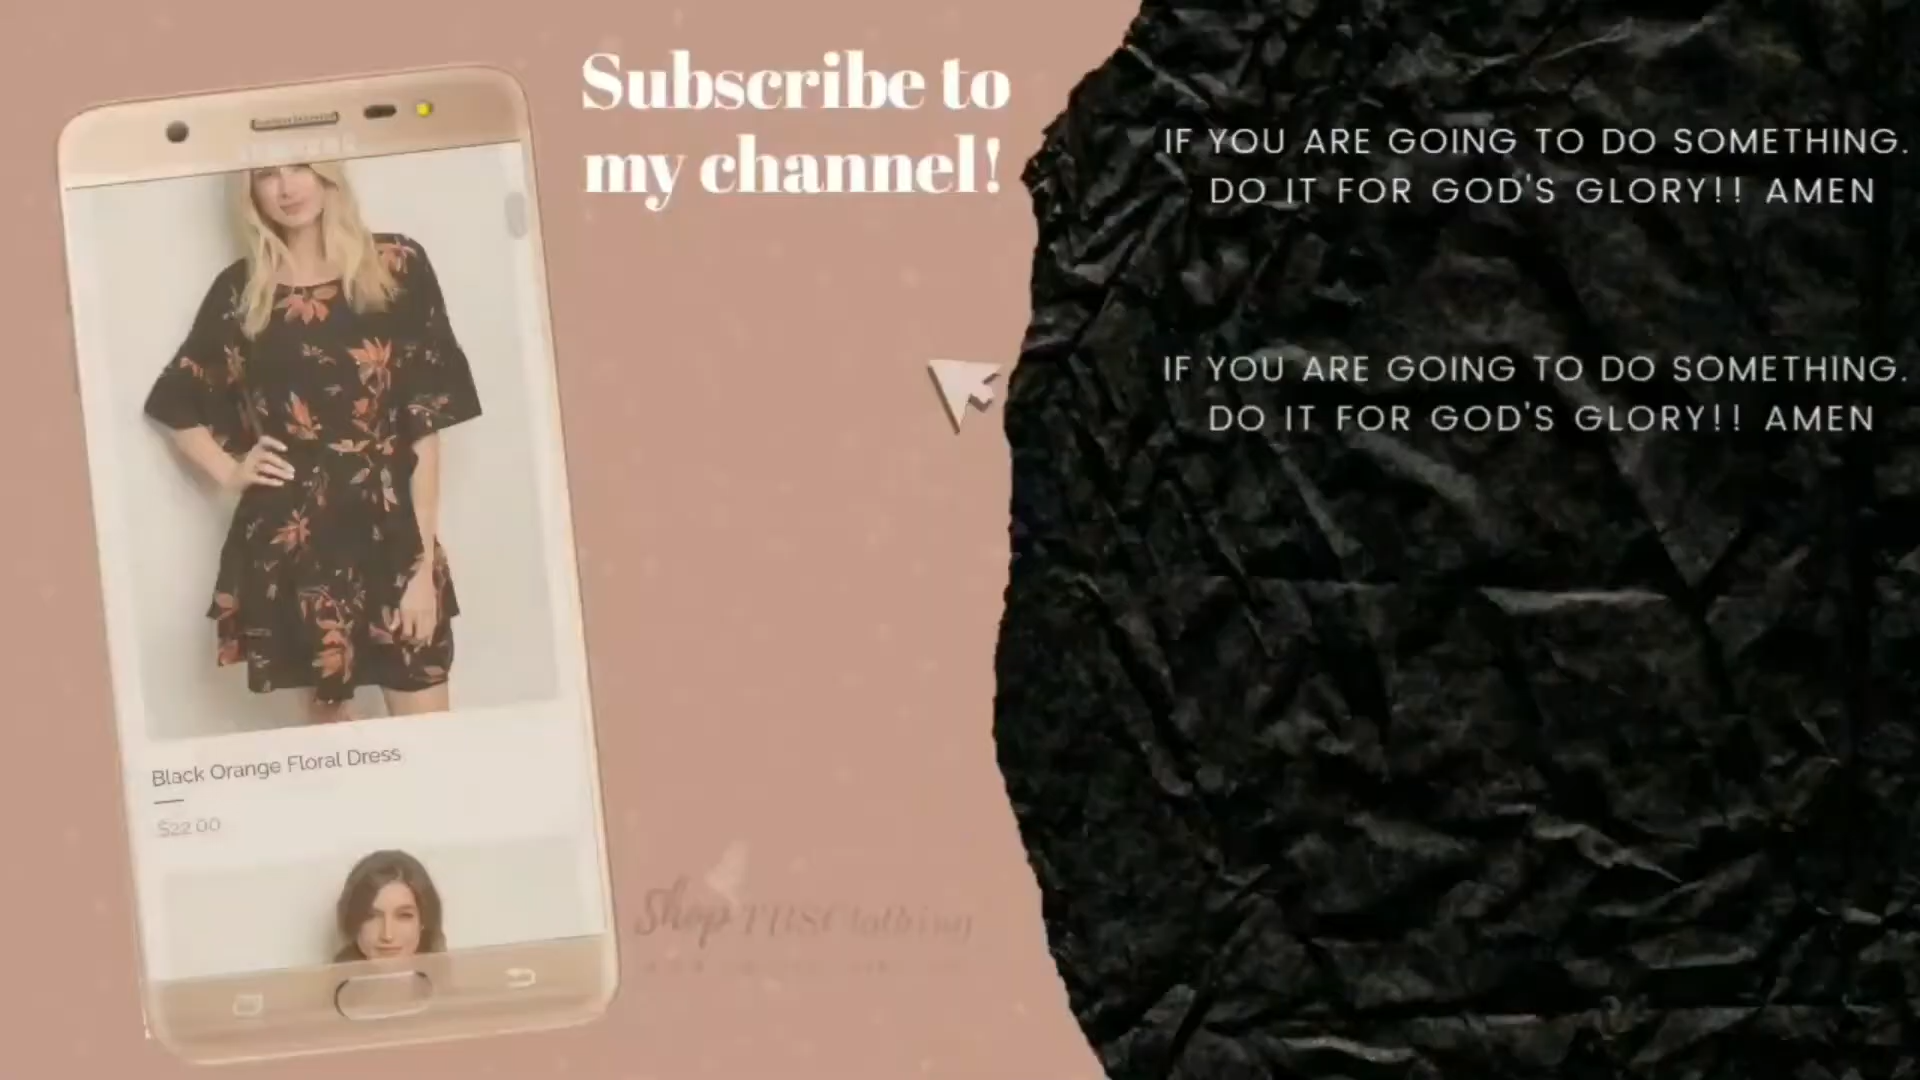 Subscribe to
my channel!
IF YOU ARE GOING TO DO SOMETHING.
DO IT FOR GOD'S GLORY!! AMEN
IF YOU ARE GOING TO DO SOMETHING.
DO IT FOR GOD'S GLORY!! AMEN
Black Orange Floral Dress
$22.00
Shop TBSClothing